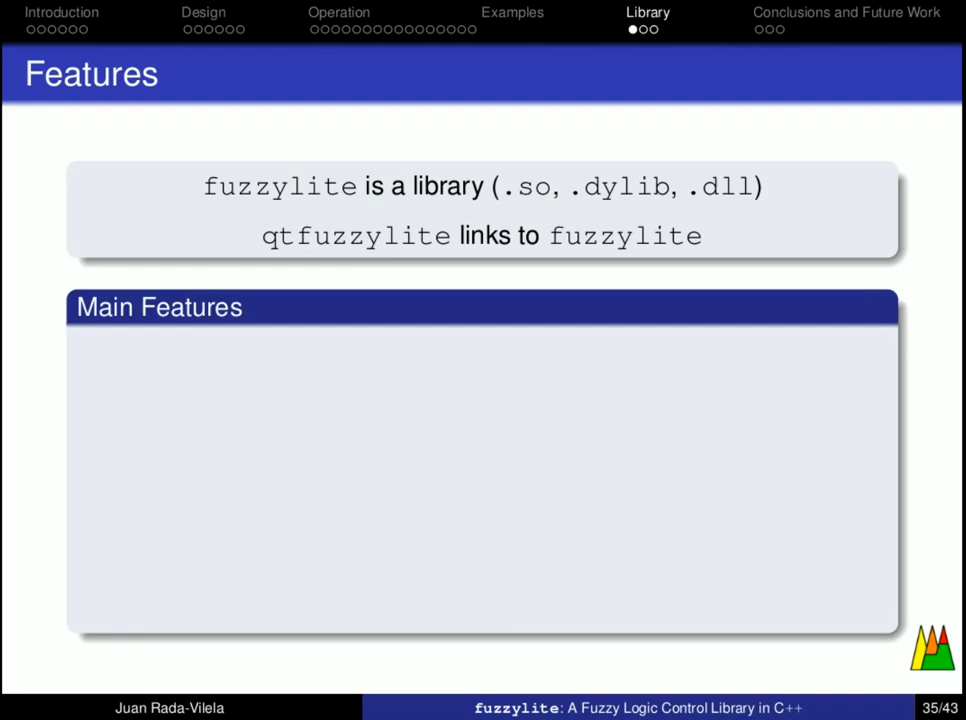 Introduction Design Operation Examples Library Conclusions and Future Work
Features
fuzzylite is a library (.so, .dylib, .dll)
qtfuzzylite links to fuzzylite
Main Features
Juan Rada-Vilela fuzzylite: A Fuzzy Logic Control Library in C++ 35/43